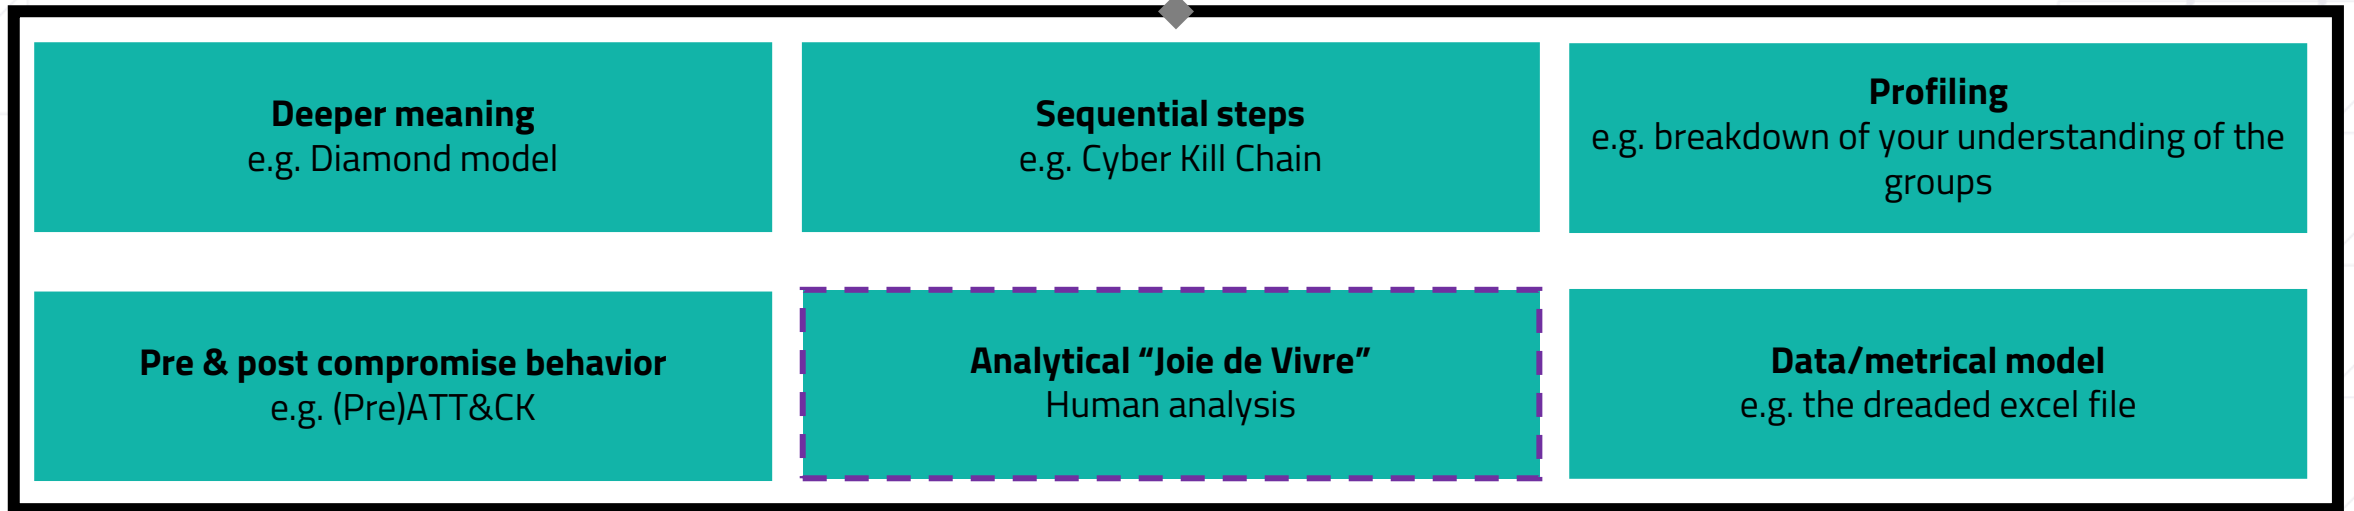 Deeper meaning
e.g. Diamond model
Sequential steps
e.g. Cyber Kill Chain
Profiling
e.g. breakdown of your understanding of the
groups
Pre & post compromise behavior
e.g. (Pre)ATT&CK
Analytical “Joie de Vivre”
Human analysis
Data/metrical model
e.g. the dreaded excel file